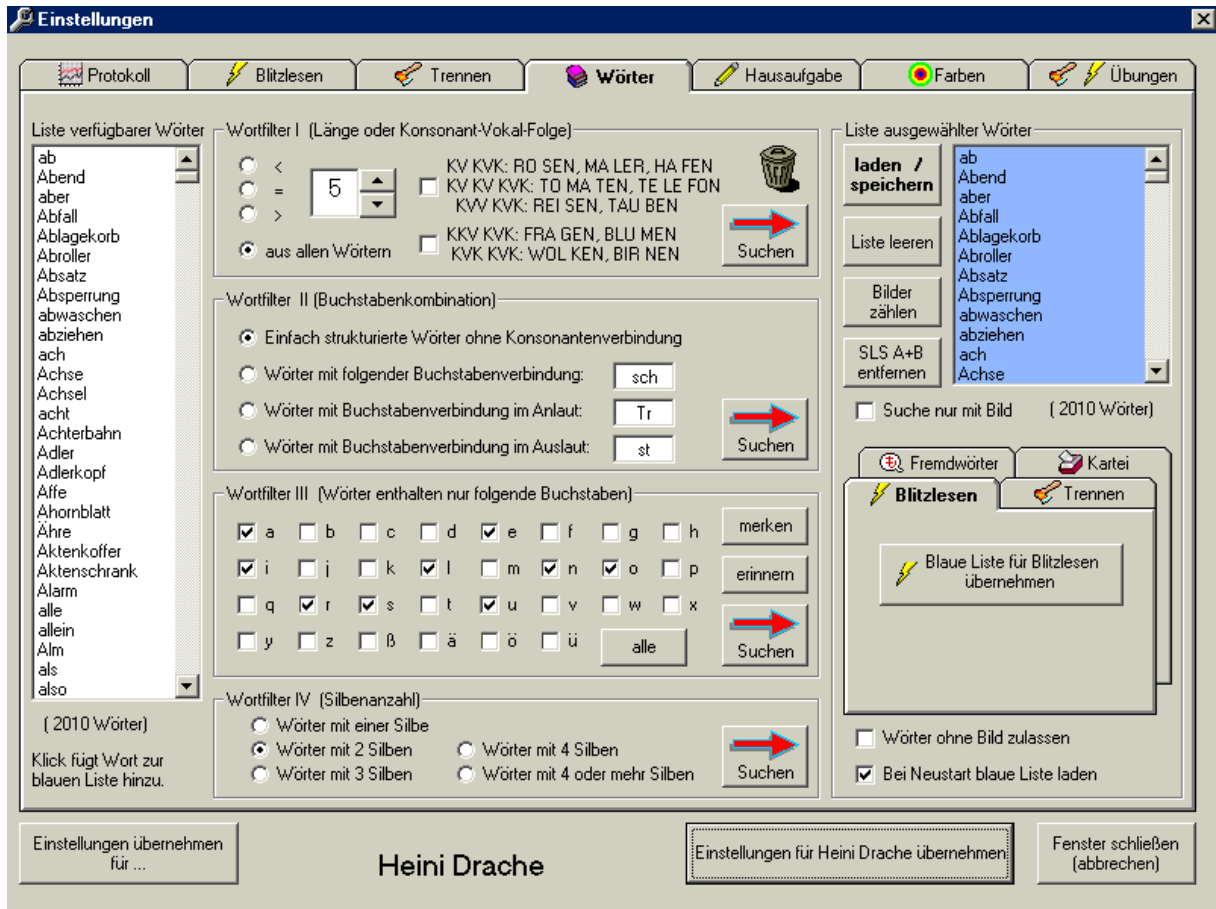 Einstellungen
Protokoll
Blitzlesen
Trennen
Wörter
Hausaufgabe
Farben
Übungen
Liste verfügbarer Wörter
ab
Abend
aber
Abfall
Ablagekorb
Abroller
Absatz
Absperrung
abwaschen
abziehen
ach
Achse
Achsel
acht
Achterbahn
Adler
Adlerkopf
Affe
Ahornblatt
Ähre
Aktenkoffer
Aktenschrank
Alarm
alle
allein
Alm
als
also
( 2010 Wörter)
Klick fügt Wort zur
blauen Liste hinzu.
Wortfilter I (Länge oder Konsonant-Vokal-Folge)
<
=
>
5
aus allen Wörtern
KV KVK: RO SEN, MA LER, HA FEN
KV KV KVK: TO MA TEN, TE LE FON
KVV KVK: REI SEN, TAU BEN
KKV KVK: FRA GEN, BLU MEN
KVK KVK: WOL KEN, BIR NEN
Suchen
Wortfilter II (Buchstabenkombination)
Einfach strukturierte Wörter ohne Konsonantenverbindung
Wörter mit folgender Buchstabenverbindung: sch
Wörter mit Buchstabenverbindung im Anlaut: Tr
Wörter mit Buchstabenverbindung im Auslaut: st
Suchen
Wortfilter III (Wörter enthalten nur folgende Buchstaben)
a b c d e f g h
i j k l m n o p
q r s t u v w x
y z ß ä ö ü alle
merken
erinnern
Suchen
Wortfilter IV (Silbenanzahl)
Wörter mit einer Silbe
Wörter mit 2 Silben
Wörter mit 3 Silben
Wörter mit 4 Silben
Wörter mit 4 oder mehr Silben
Suchen
Liste ausgewählter Wörter
laden /
speichern
Liste leeren
Bilder
zählen
SLS A+B
entfernen
ab
Abend
aber
Abfall
Ablagekorb
Abroller
Absatz
Absperrung
abwaschen
abziehen
ach
Achse
Suche nur mit Bild
( 2010 Wörter)
Fremdwörter
Kartei
Blitzlesen
Trennen
Blaue Liste für Blitzlesen
übernehmen
Wörter ohne Bild zulassen
Bei Neustart blaue Liste laden
Einstellungen übernehmen
für ...
Heini Drache
Einstellungen für Heini Drache übernehmen
Fenster schließen
(abbrechen)